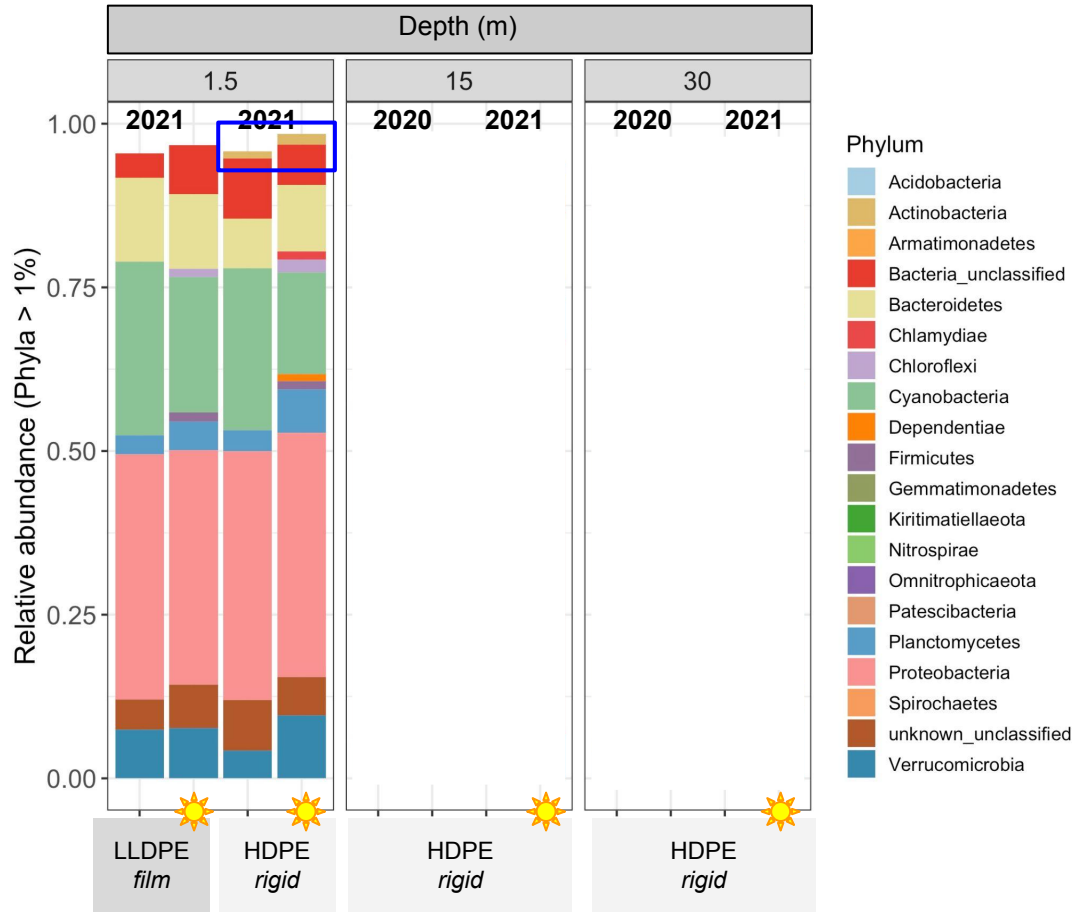 Depth (m)
1.5 15 30
2021 2021 2020 2021 2020 2021
Relative abundance (Phyla > 1%)
1.00
0.75
0.50
0.25
0.00
LLDPE
film
HDPE
rigid
HDPE
rigid
HDPE
rigid
Phylum
Acidobacteria
Actinobacteria
Armatimonadetes
Bacteria_unclassified
Bacteroidetes
Chlamydiae
Chloroflexi
Cyanobacteria
Dependentiae
Firmicutes
Gemmatimonadetes
Kiritimatiellaeota
Nitrospirae
Omnitrophicaeota
Patescibacteria
Planctomycetes
Proteobacteria
Spirochaetes
unknown_unclassified
Verrucomicrobia